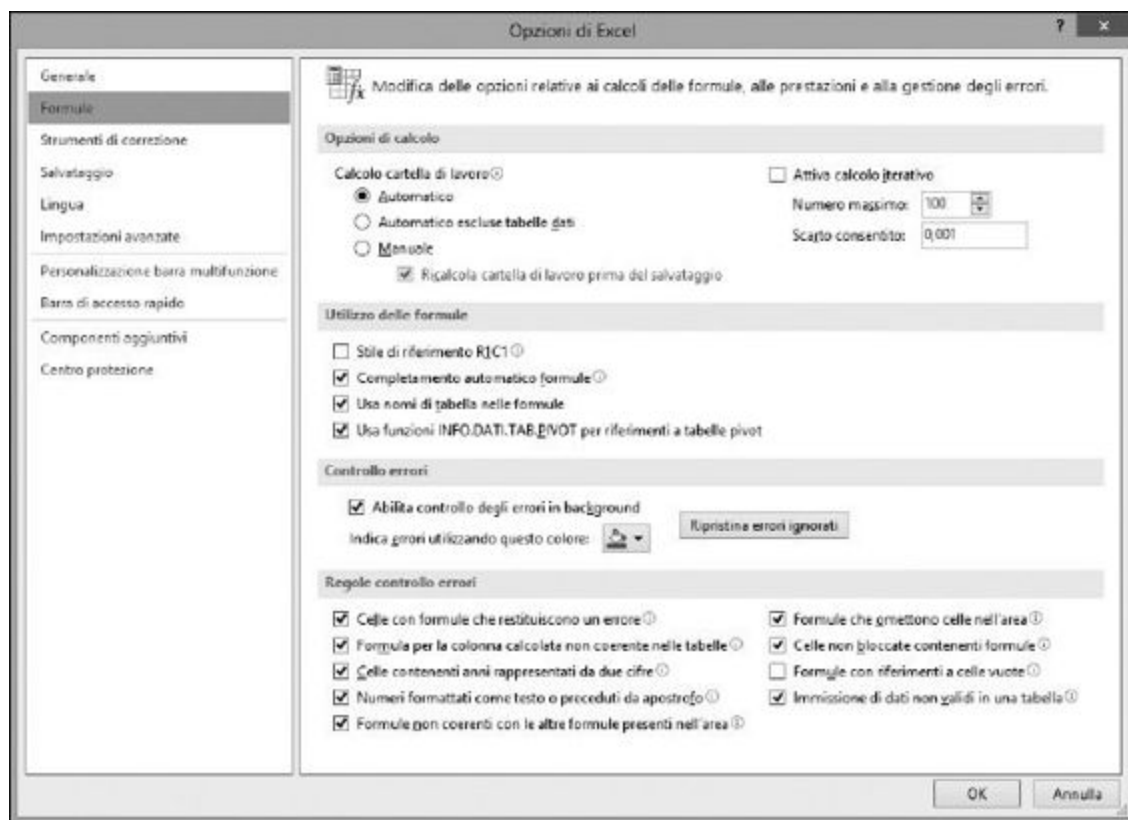 Opzioni di Excel
?
×
Generale
Formule
Strumenti di correzione
Salvataggio
Lingua
Impostazioni avanzate
Personalizzazione barra multifunzione
Barra di accesso rapido
Componenti aggiuntivi
Centro protezione
Modifica delle opzioni relative ai calcoli delle formule, alle prestazioni e alla gestione degli errori.
Opzioni di calcolo
Calcolo cartella di lavoro
Automatico
Automatico escluse tabelle dati
Manuale
Ricalcola cartella di lavoro prima del salvataggio
Attiva calcolo iterativo
Numero massimo: 100
Scarto consentito: 0,001
Utilizzo delle formule
Stile di riferimento R1C1
Completamento automatico formule
Usa nomi di tabella nelle formule
Usa funzioni INFO.DATI.TAB.PIVOT per riferimenti a tabelle pivot
Controllo errori
Abilita controllo degli errori in background
Indica errori utilizzando questo colore:
Ripristina errori ignorati
Regole controllo errori
Celle con formule che restituiscono un errore
Formula per la colonna calcolata non coerente nelle tabelle
Celle contenenti anni rappresentati da due cifre
Numeri formattati come testo o preceduti da apostrofo
Formule non coerenti con le altre formule presenti nell'area
Formule che omettono celle nell'area
Celle non bloccate contenenti formule
Formule con riferimenti a celle vuote
Immissione di dati non validi in una tabella
OK
Annulla